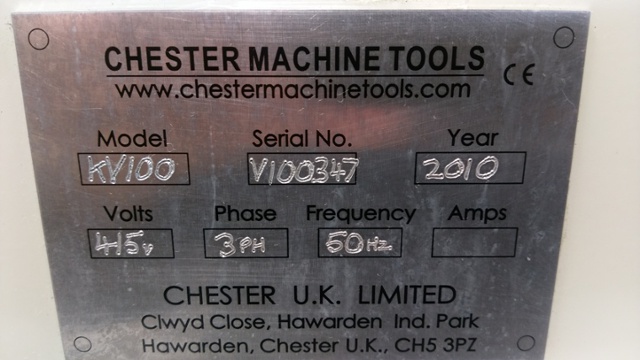 CHESTER MACHINE TOOLS
www.chestermachinetools.com CE
Model Serial No. Year
KV100 V100347 2010
Volts Phase Frequency Amps
415v 3PH 50Hz
CHESTER U.K. LIMITED
Clwyd Close, Hawarden Ind. Park
Hawarden, Chester U.K., CH5 3PZ